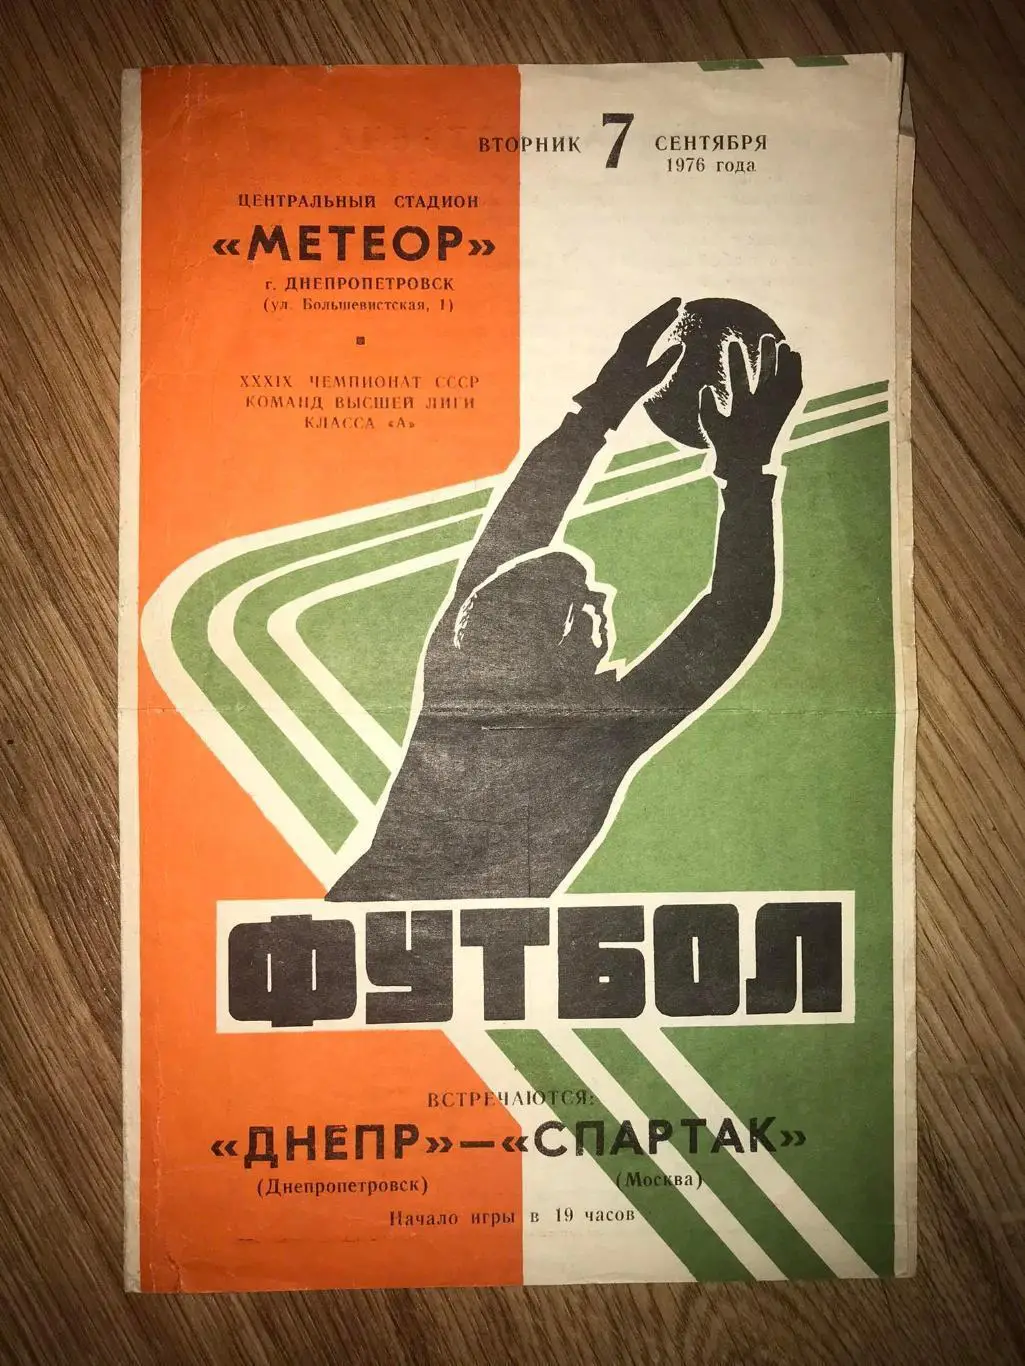 ВТОРНИК 7 СЕНТЯБРЯ
1976 года
ЦЕНТРАЛЬНЫЙ СТАДИОН
«МЕТЕОР»
г. ДНЕПРОПЕТРОВСК
(ул. Большевистская, 1)
XXXIX ЧЕМПИОНАТ СССР
КОМАНД ВЫСШЕЙ ЛИГИ
КЛАССА «А»
ФУТБОЛ
ВСТРЕЧАЮТСЯ:
«ДНЕПР»—«СПАРТАК»
(Днепропетровск) (Москва)
Начало игры в 19 часов